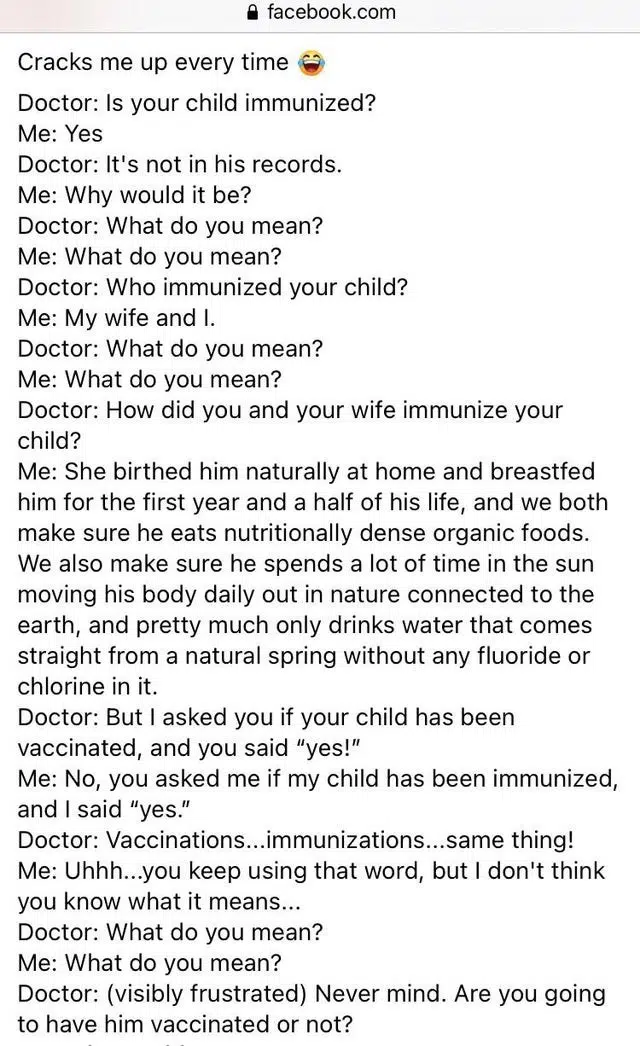 facebook.com
Cracks me up every time 😂
Doctor: Is your child immunized?
Me: Yes
Doctor: It's not in his records.
Me: Why would it be?
Doctor: What do you mean?
Me: What do you mean?
Doctor: Who immunized your child?
Me: My wife and I.
Doctor: What do you mean?
Me: What do you mean?
Doctor: How did you and your wife immunize your
child?
Me: She birthed him naturally at home and breastfed
him for the first year and a half of his life, and we both
make sure he eats nutritionally dense organic foods.
We also make sure he spends a lot of time in the sun
moving his body daily out in nature connected to the
earth, and pretty much only drinks water that comes
straight from a natural spring without any fluoride or
chlorine in it.
Doctor: But I asked you if your child has been
vaccinated, and you said “yes!”
Me: No, you asked me if my child has been immunized,
and I said “yes.”
Doctor: Vaccinations...immunizations...same thing!
Me: Uhhh...you keep using that word, but I don't think
you know what it means...
Doctor: What do you mean?
Me: What do you mean?
Doctor: (visibly frustrated) Never mind. Are you going
to have him vaccinated or not?